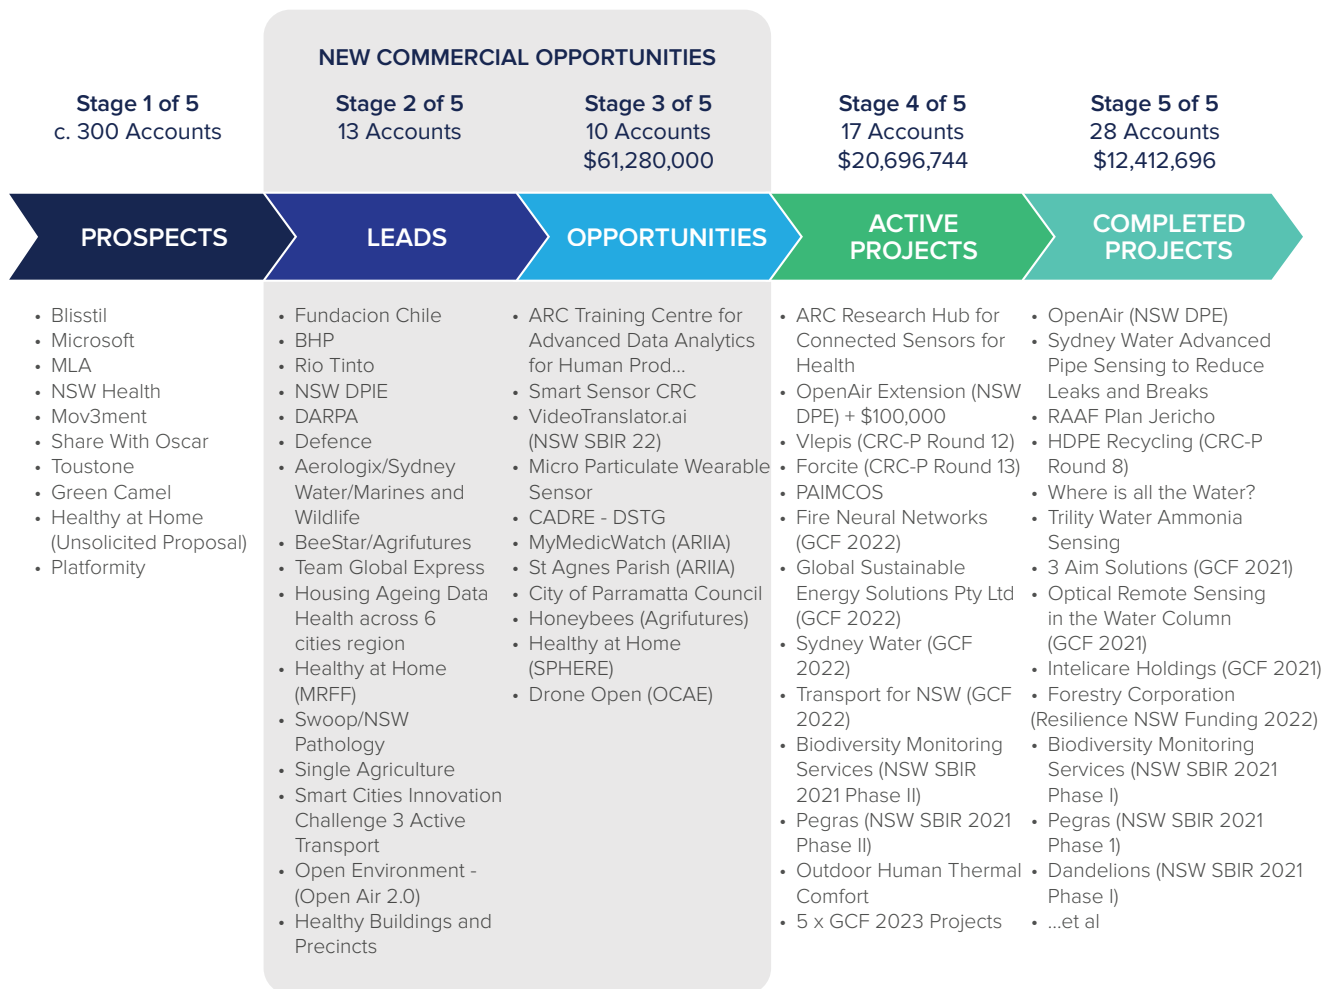 NEW COMMERCIAL OPPORTUNITIES
Stage 1 of 5
c. 300 Accounts
Stage 2 of 5
13 Accounts
Stage 3 of 5
10 Accounts
$61,280,000
Stage 4 of 5
17 Accounts
$20,696,744
Stage 5 of 5
28 Accounts
$12,412,696
PROSPECTS
LEADS
OPPORTUNITIES
ACTIVE
PROJECTS
COMPLETED
PROJECTS
• Blisstil
• Microsoft
• MLA
• NSW Health
• Mov3ment
• Share With Oscar
• Toustone
• Green Camel
• Healthy at Home
(Unsolicited Proposal)
• Platformity
• Fundacion Chile
• BHP
• Rio Tinto
• NSW DPIE
• DARPA
• Defence
• Aerologix/Sydney
Water/Marines and
Wildlife
• BeeStar/Agrifutures
• Team Global Express
• Housing Ageing Data
Health across 6
cities region
• Healthy at Home
(MRFF)
• Swoop/NSW
Pathology
• Single Agriculture
• Smart Cities Innovation
Challenge 3 Active
Transport
• Open Environment -
(Open Air 2.0)
• Healthy Buildings and
Precincts
• ARC Training Centre for
Advanced Data Analytics
for Human Prod...
• Smart Sensor CRC
• VideoTranslator.ai
(NSW SBIR 22)
• Micro Particulate Wearable
Sensor
• CADRE - DSTG
• MyMedicWatch (ARIIA)
• St Agnes Parish (ARIIA)
• City of Parramatta Council
• Honeybees (Agrifutures)
• Healthy at Home
(SPHERE)
• Drone Open (OCAE)
• ARC Research Hub for
Connected Sensors for
Health
• OpenAir Extension (NSW
DPE) + $100,000
• Vlepis (CRC-P Round 12)
• Forcite (CRC-P Round 13)
• PAIMCOS
• Fire Neural Networks
(GCF 2022)
• Global Sustainable
Energy Solutions Pty Ltd
(GCF 2022)
• Sydney Water (GCF
2022)
• Transport for NSW (GCF
2022)
• Biodiversity Monitoring
Services (NSW SBIR
2021 Phase II)
• Pegras (NSW SBIR 2021
Phase II)
• Outdoor Human Thermal
Comfort
• 5 x GCF 2023 Projects
• OpenAir (NSW DPE)
• Sydney Water Advanced
Pipe Sensing to Reduce
Leaks and Breaks
• RAAF Plan Jericho
• HDPE Recycling (CRC-P
Round 8)
• Where is all the Water?
• Trility Water Ammonia
Sensing
• 3 Aim Solutions (GCF 2021)
• Optical Remote Sensing
in the Water Column
(GCF 2021)
• Intelicare Holdings (GCF 2021)
• Forestry Corporation
(Resilience NSW Funding 2022)
• Biodiversity Monitoring
Services (NSW SBIR 2021
Phase I)
• Pegras (NSW SBIR 2021
Phase 1)
• Dandelions (NSW SBIR 2021
Phase I)
• ...et al